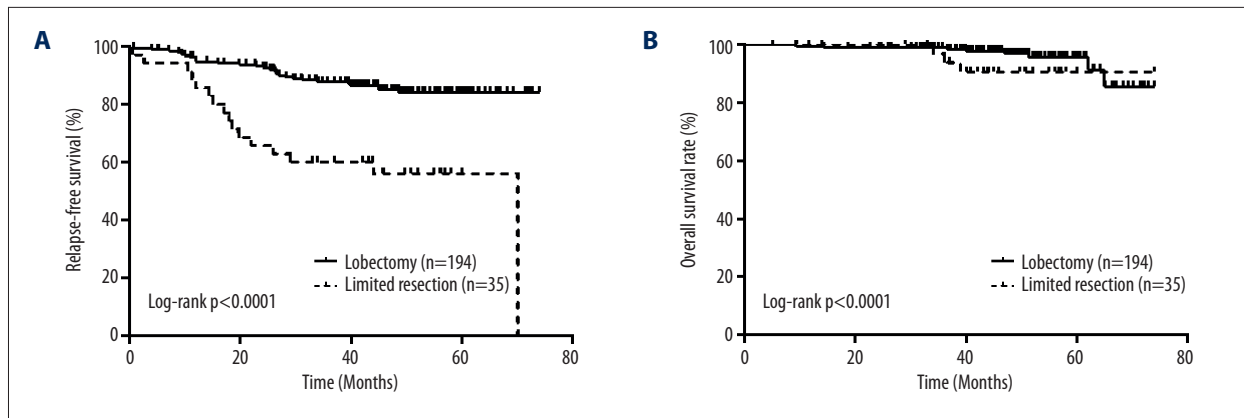 A
Relapse-free survival (%)
100
80
60
40
20
0
Lobectomy (n=194)
Limited resection (n=35)
Log-rank p<0.0001
0 20 40 60 80
Time (Months)
B
Overall survival rate (%)
100
80
60
40
20
0
Lobectomy (n=194)
Limited resection (n=35)
Log-rank p<0.0001
0 20 40 60 80
Time (Months)